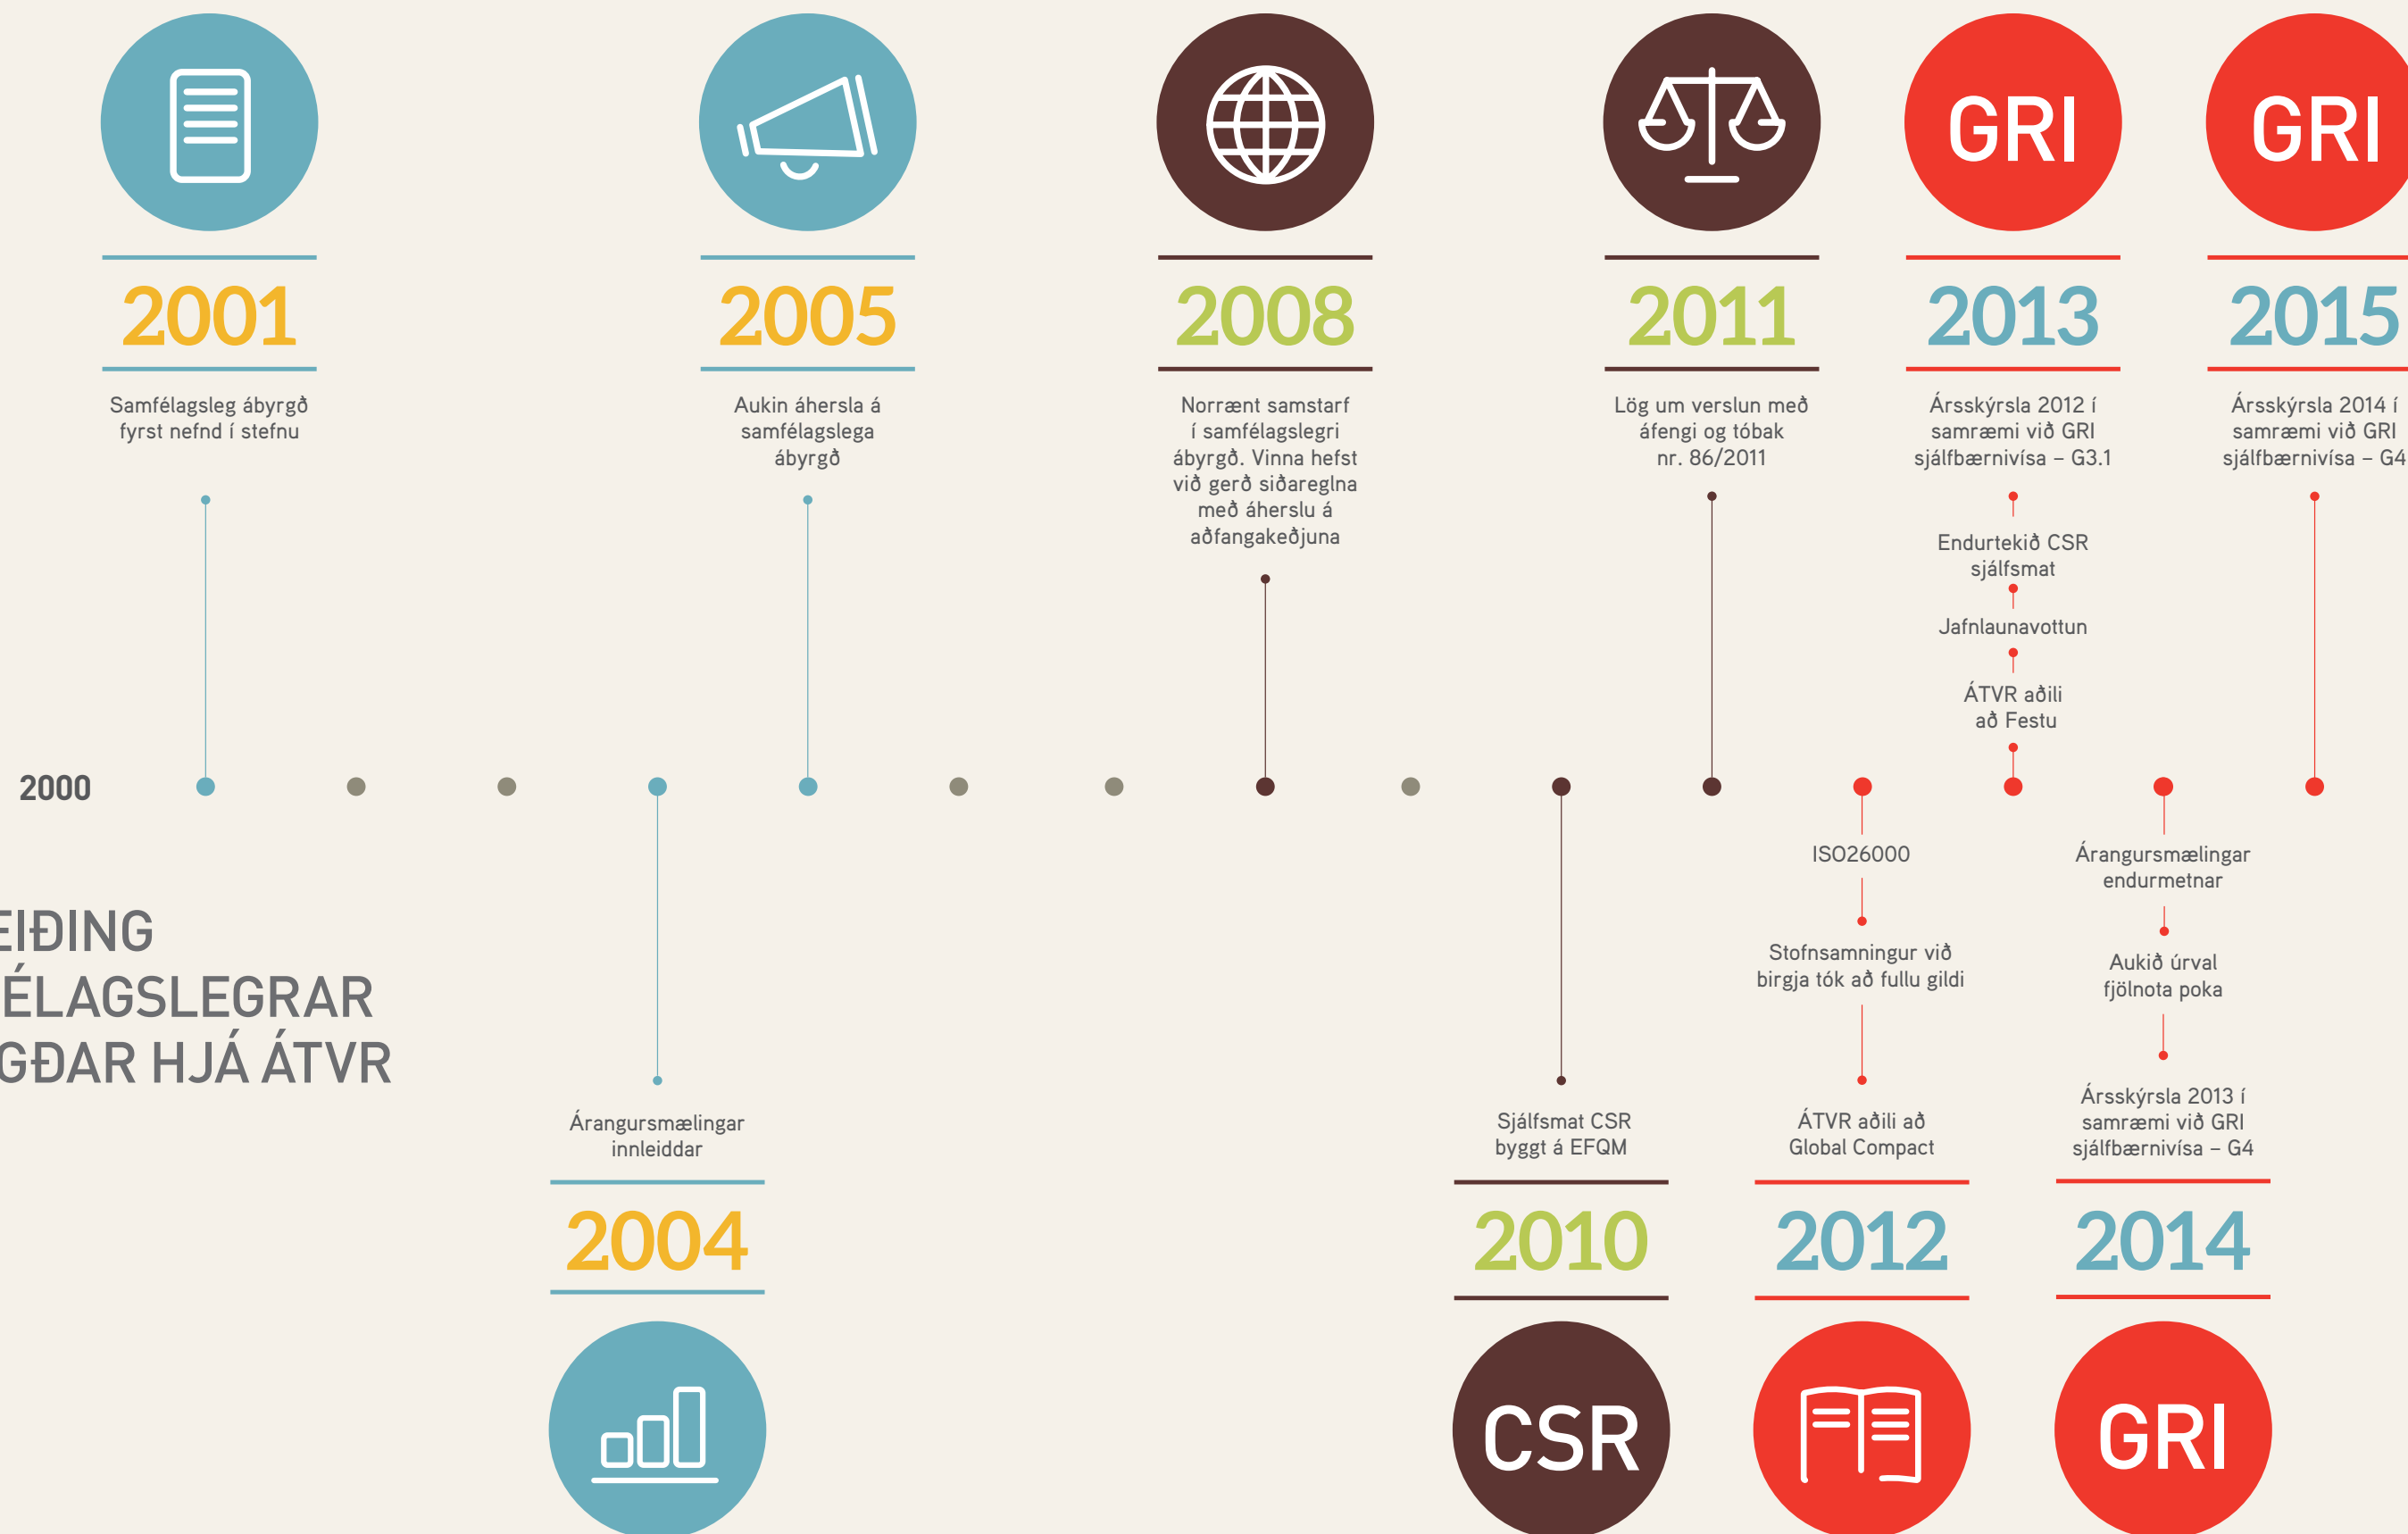 GRI
GRI
2001
Samfélagsleg ábyrgð
fyrst nefnd í stefnu
2005
Aukin áhersla á
samfélagslega
ábyrgð
2008
Norrænt samstarf
í samfélagslegri
ábyrgð. Vinna hefst
við gerð siðareglna
með áherslu á
aðfangakeðjuna
2011
Lög um verslun með
áfengi og tóbak
nr. 86/2011
2013
Ársskýrsla 2012 í
samræmi við GRI
sjálfbærnivísa – G3.1
Endurtekið CSR
sjálfsmat
Jafnlaunavottun
ÁTVR aðili
að Festu
2015
Ársskýrsla 2014 í
samræmi við GRI
sjálfbærnivísa – G4
2000
EIÐING
ÉLAGSLEGRAR
GÐAR HJÁ ÁTVR
Árangursmælingar
innleiddar
2004
Sjálfsmat CSR
byggt á EFQM
2010
CSR
ISO26000
Stofnsamningur við
birgja tók að fullu gildi
ÁTVR aðili að
Global Compact
2012
Árangursmælingar
endurmetnar
Aukið úrval
fjölnota poka
Ársskýrsla 2013 í
samræmi við GRI
sjálfbærnivísa – G4
2014
GRI